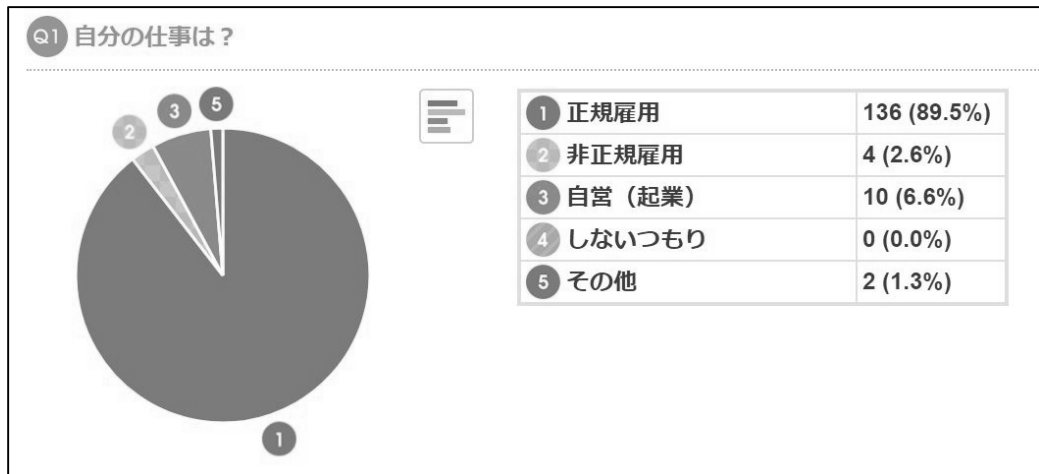 Q1 自分の仕事は？
1 正規雇用 136 (89.5%)
2 非正規雇用 4 (2.6%)
3 自営（起業） 10 (6.6%)
4 しないつもり 0 (0.0%)
5 その他 2 (1.3%)
2 3 5
1